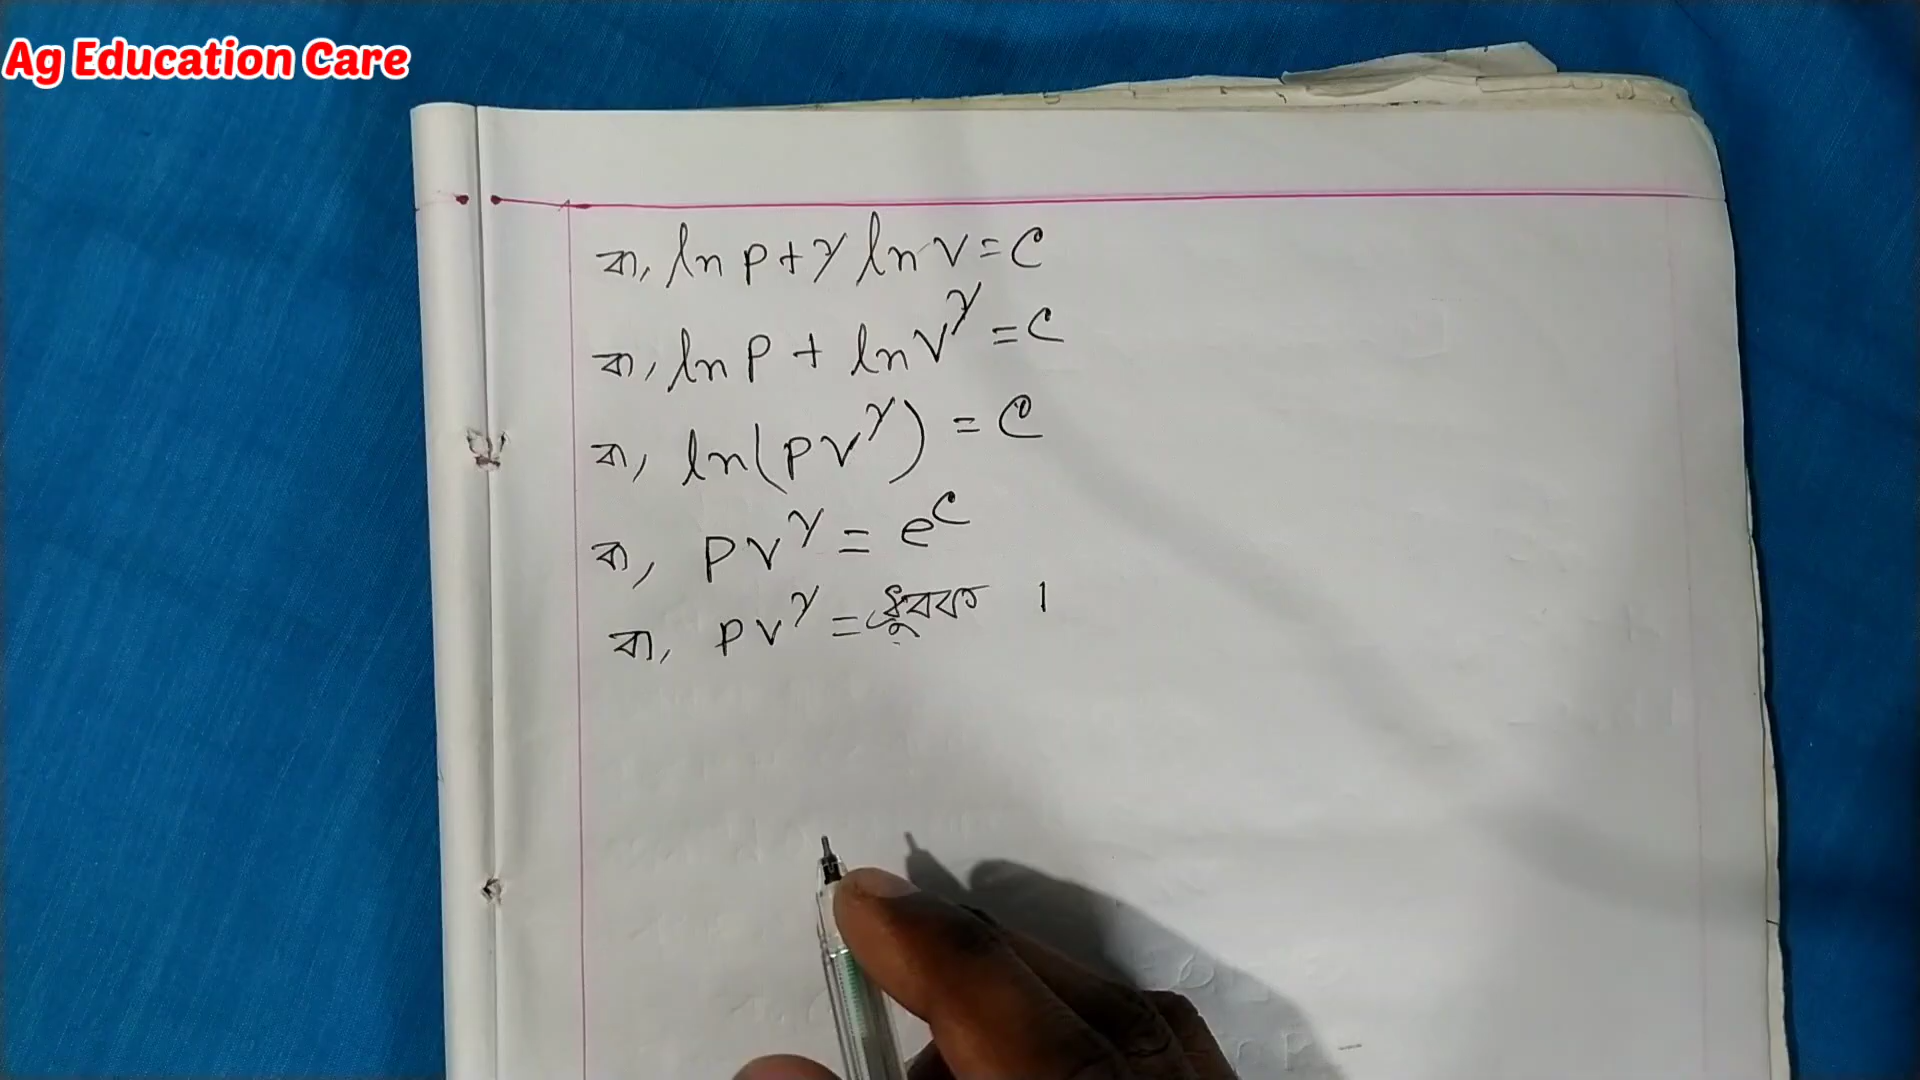 Ag Education Care
বা, ln P + γ ln V = C
বা, ln P + ln V^γ = C
বা, ln(PV^γ) = C
বা, PV^γ = e^C
বা, PV^γ = ধ্রুবক ।